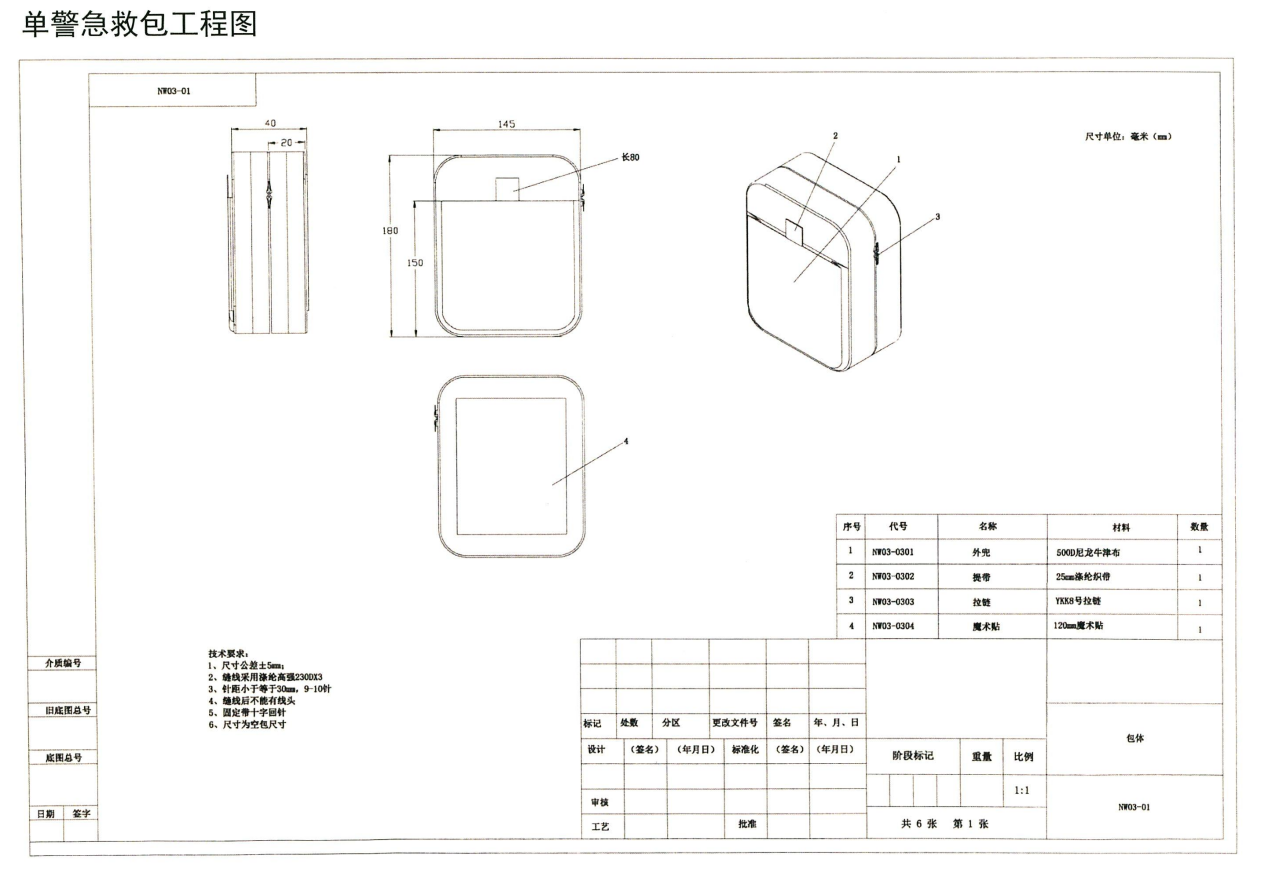 单警急救包工程图
NW03-01
40
20
145
长80
180
150
2
1
3
尺寸单位：毫米（mm）
4
序号 代号 名称 材料 数量
1 NW03-0301 外兜 500D尼龙牛津布 1
2 NW03-0302 提带 25mm涤纶织带 1
3 NW03-0303 拉链 YKK8号拉链 1
4 NW03-0304 魔术贴 120mm魔术贴 1
技术要求：
1、尺寸公差±5mm；
2、缝线采用涤纶高强230DX3
3、针距小于等于30mm，9-10针
4、缝线后不能有线头
5、固定带十字回针
6、尺寸为空包尺寸
介质编号
旧底图总号
底图总号
日期 签字
标记 处数 分区 更改文件号 签名 年、月、日
设计 （签名） （年月日） 标准化 （签名） （年月日）
审核
工艺 批准
阶段标记 重量 比例
1:1
共 6 张 第 1 张
包体
NW03-01